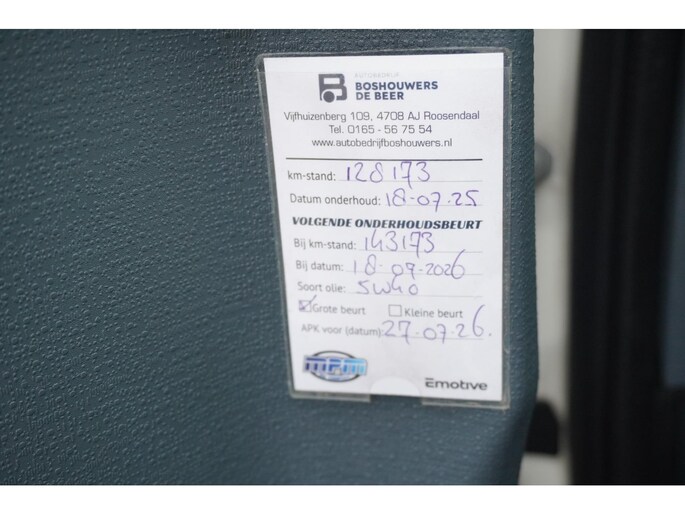 AUTOBEDRIJF
BOSHOUWERS
DE BEER
Vijfhuizenberg 109, 4708 AJ Roosendaal
Tel. 0165 - 56 75 54
www.autobedrijfboshouwers.nl
km-stand: 128173
Datum onderhoud: 18-07-25
VOLGENDE ONDERHOUDSBEURT
Bij km-stand: 143173
Bij datum: 18-09-2026
Soort olie: 5W40
Grote beurt Kleine beurt
APK voor (datum): 27-07-26.
MPM
Emotive